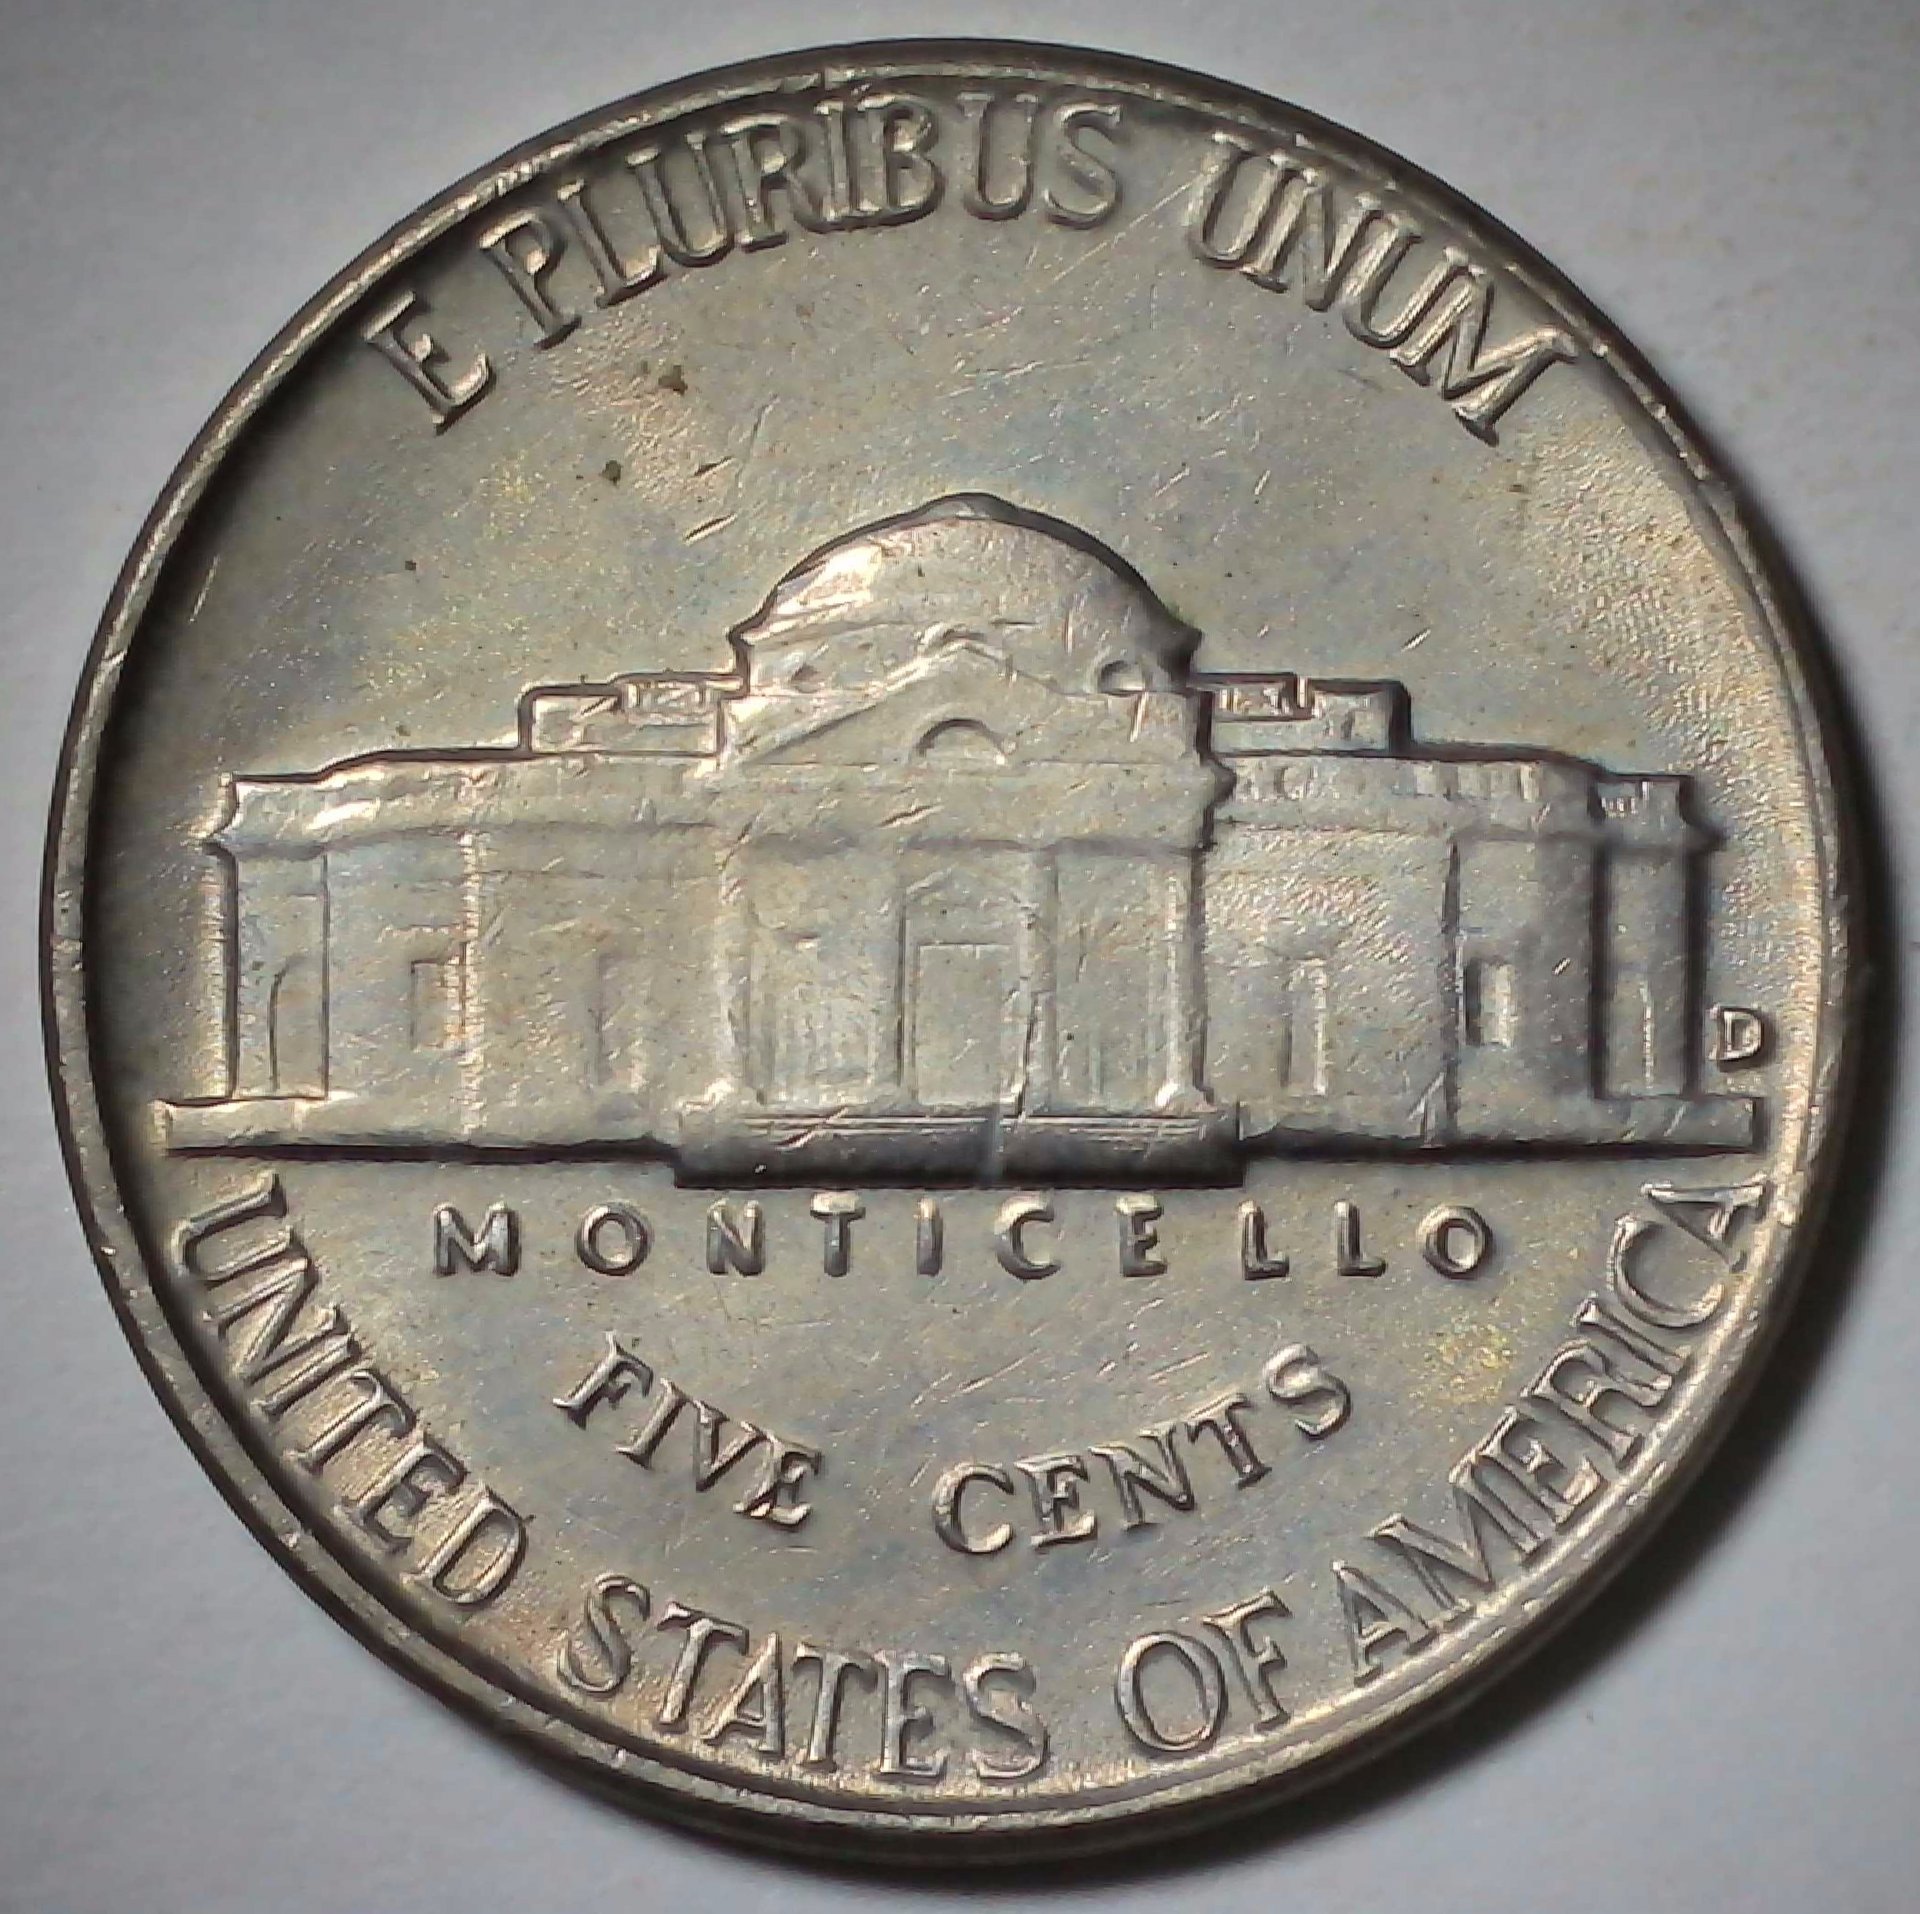 E PLURIBUS UNUM
D
MONTICELLO
FIVE CENTS
UNITED STATES OF AMERICA